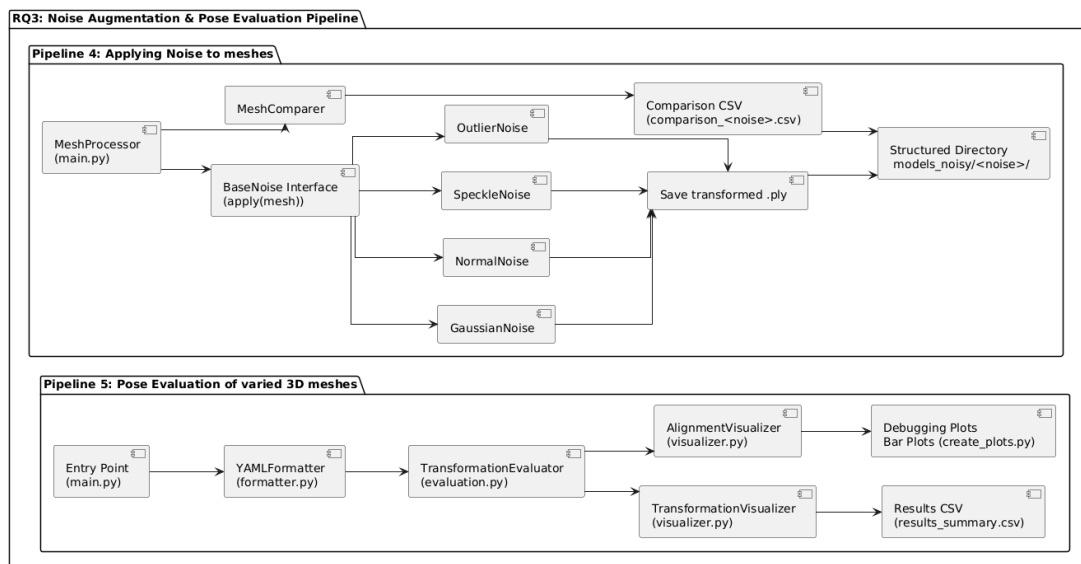 RQ3: Noise Augmentation & Pose Evaluation Pipeline
Pipeline 4: Applying Noise to meshes
MeshProcessor
(main.py)
MeshComparer
BaseNoise Interface
(apply(mesh))
OutlierNoise
SpeckleNoise
NormalNoise
GaussianNoise
Comparison CSV
(comparison_<noise>.csv)
Save transformed .ply
Structured Directory
models_noisy/<noise>/
Pipeline 5: Pose Evaluation of varied 3D meshes
Entry Point
(main.py)
YAMLFormatter
(formatter.py)
TransformationEvaluator
(evaluation.py)
AlignmentVisualizer
(visualizer.py)
TransformationVisualizer
(visualizer.py)
Debugging Plots
Bar Plots (create_plots.py)
Results CSV
(results_summary.csv)